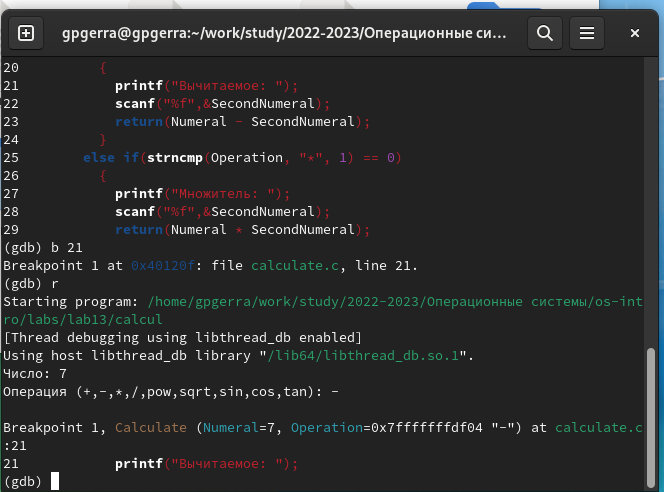 gpgerra@gpgerra:~/work/study/2022-2023/Операционные си...
20 {
21 printf("Вычитаемое: ");
22 scanf("%f",&SecondNumeral);
23 return(Numeral - SecondNumeral);
24 }
25 else if(strncmp(Operation, "*", 1) == 0)
26 {
27 printf("Множитель: ");
28 scanf("%f",&SecondNumeral);
29 return(Numeral * SecondNumeral);
(gdb) b 21
Breakpoint 1 at 0x40120f: file calculate.c, line 21.
(gdb) r
Starting program: /home/gpgerra/work/study/2022-2023/Операционные системы/os-int
ro/labs/lab13/calcul
[Thread debugging using libthread_db enabled]
Using host libthread_db library "/lib64/libthread_db.so.1".
Число: 7
Операция (+,-,*,/,pow,sqrt,sin,cos,tan): -
Breakpoint 1, Calculate (Numeral=7, Operation=0x7fffffffdf04 "-") at calculate.c
:21
21 printf("Вычитаемое: ");
(gdb)